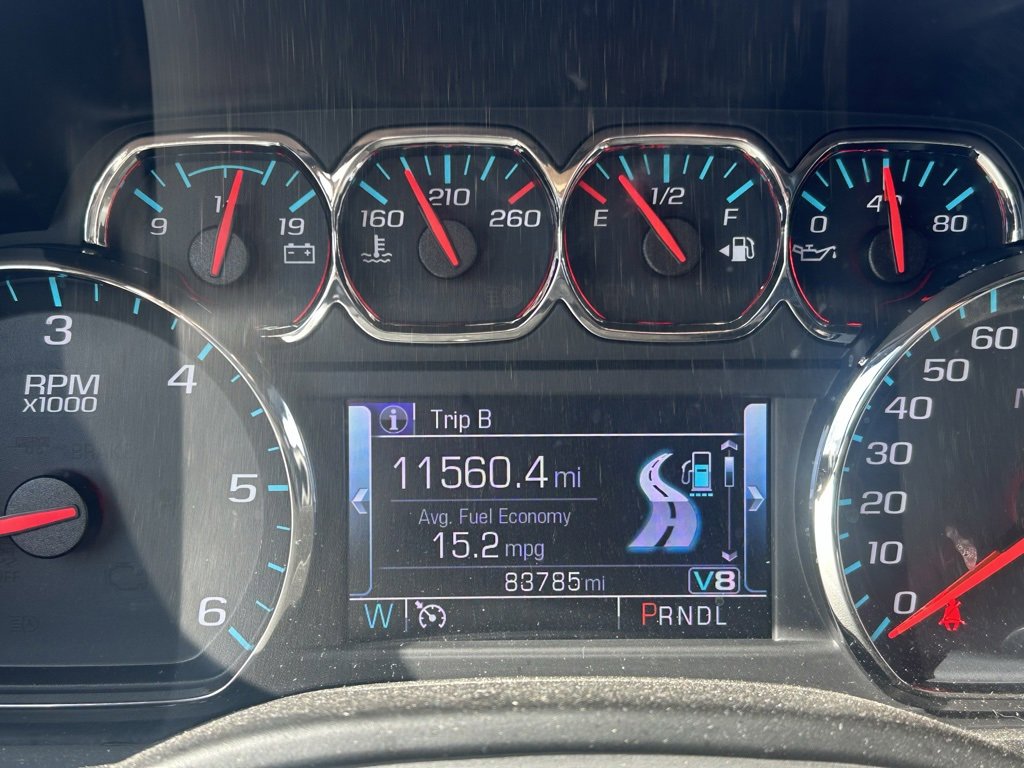 9 19
160 210 260
E 1/2 F
0 40 80
3
RPM
x1000
4
5
6
i Trip B
11560.4 mi
Avg. Fuel Economy
15.2 mpg
83785 mi V8
W PRNDL
60
50
40
30
20
10
0